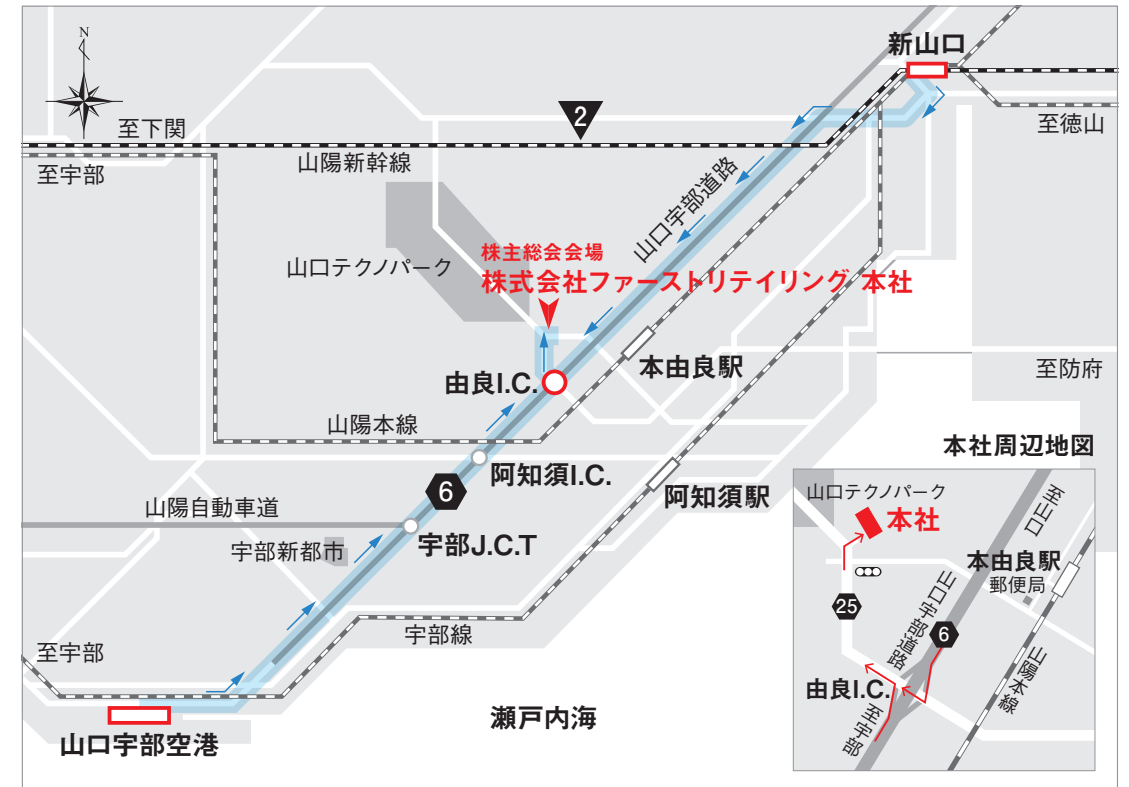 N
新山口
至下関
2
至徳山
至宇部
山陽新幹線
山口宇部道路
株主総会会場
山口テクノパーク
株式会社ファーストリテイリング 本社
本由良駅
至防府
由良I.C.
山陽本線
阿知須I.C.
6
阿知須駅
山陽自動車道
宇部新都市
宇部J.C.T
宇部線
至宇部
瀬戸内海
山口宇部空港
本社周辺地図
山口テクノパーク
本社
至山口
本由良駅
郵便局
25
山口宇部道路
6
由良I.C.
至宇部
山陽本線